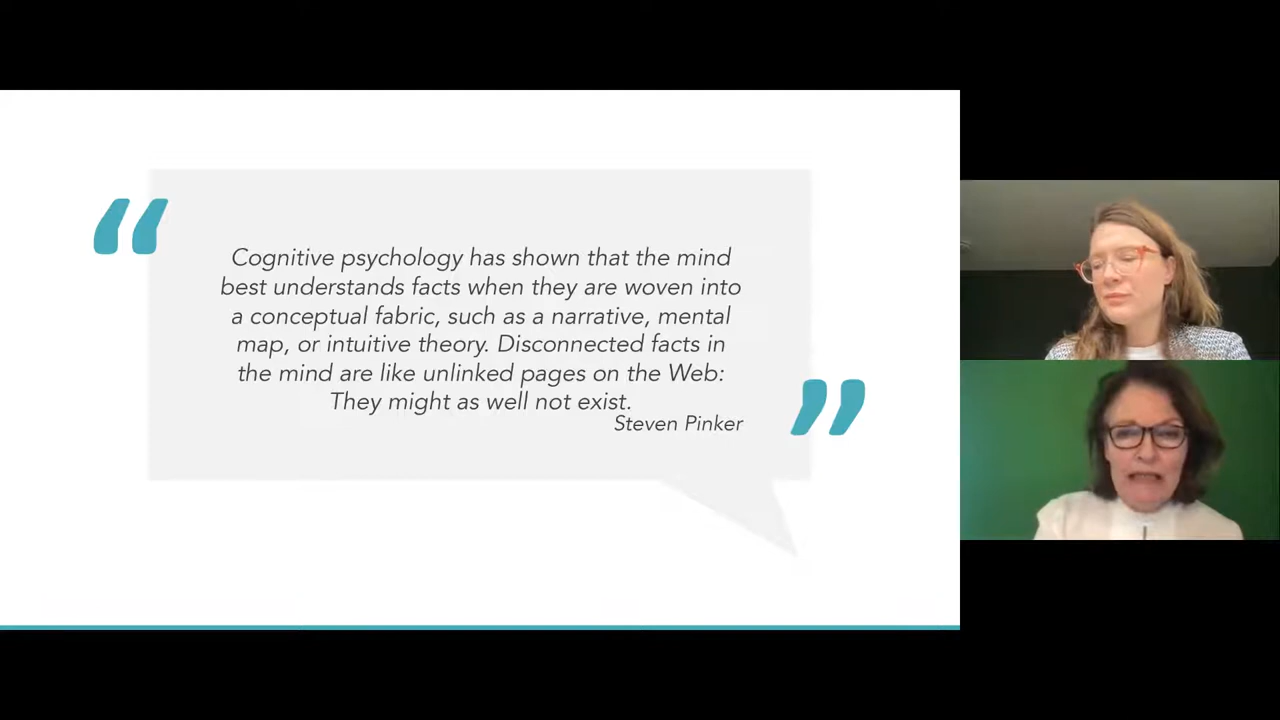 “
Cognitive psychology has shown that the mind
best understands facts when they are woven into
a conceptual fabric, such as a narrative, mental
map, or intuitive theory. Disconnected facts in
the mind are like unlinked pages on the Web:
They might as well not exist.
”
Steven Pinker